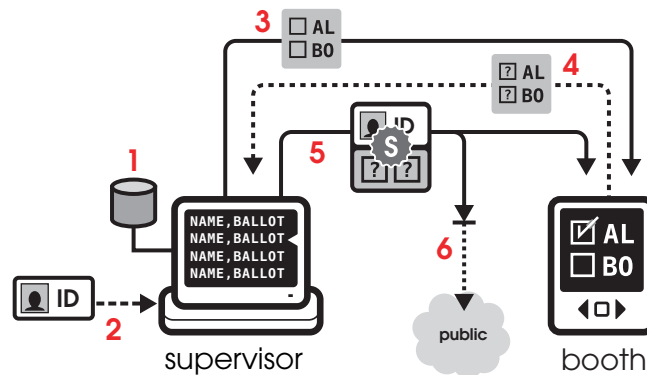 3
AL
BO
? AL
? BO
4
ID
S
? ?
5
1
NAME,BALLOT
NAME,BALLOT
NAME,BALLOT
NAME,BALLOT
AL
BO
6
ID
2
public
supervisor
booth